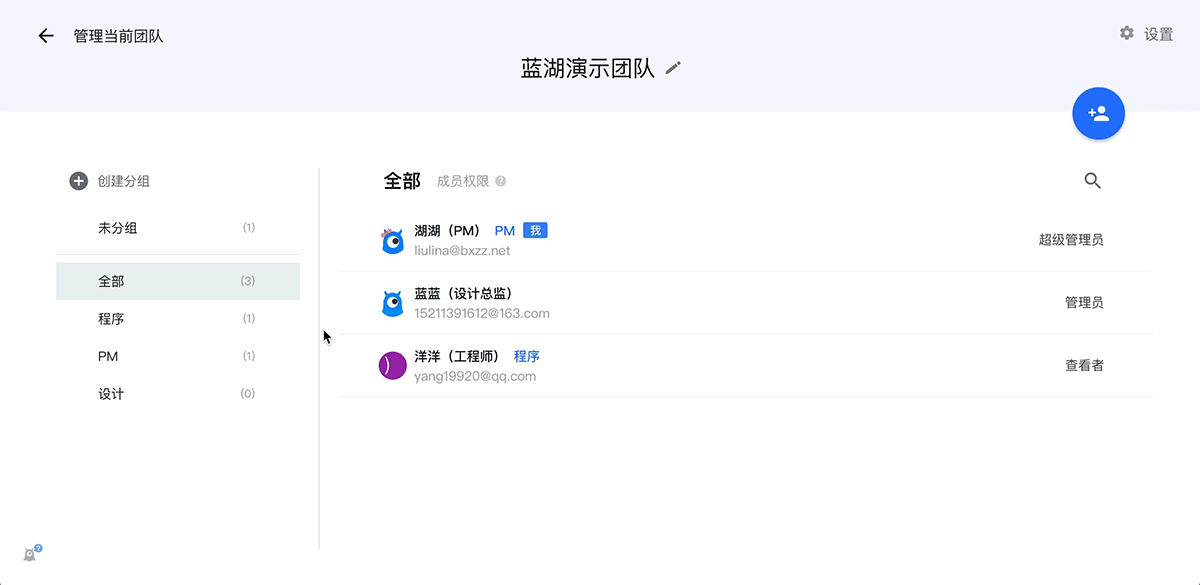 管理当前团队
设置
蓝湖演示团队
创建分组
未分组 (1)
全部 (3)
程序 (1)
PM (1)
设计 (0)
全部 成员权限 ?
湖湖（PM） PM 我
liulina@bxzz.net
超级管理员
蓝蓝（设计总监）
15211391612@163.com
管理员
洋洋（工程师） 程序
yang19920@qq.com
查看者
?